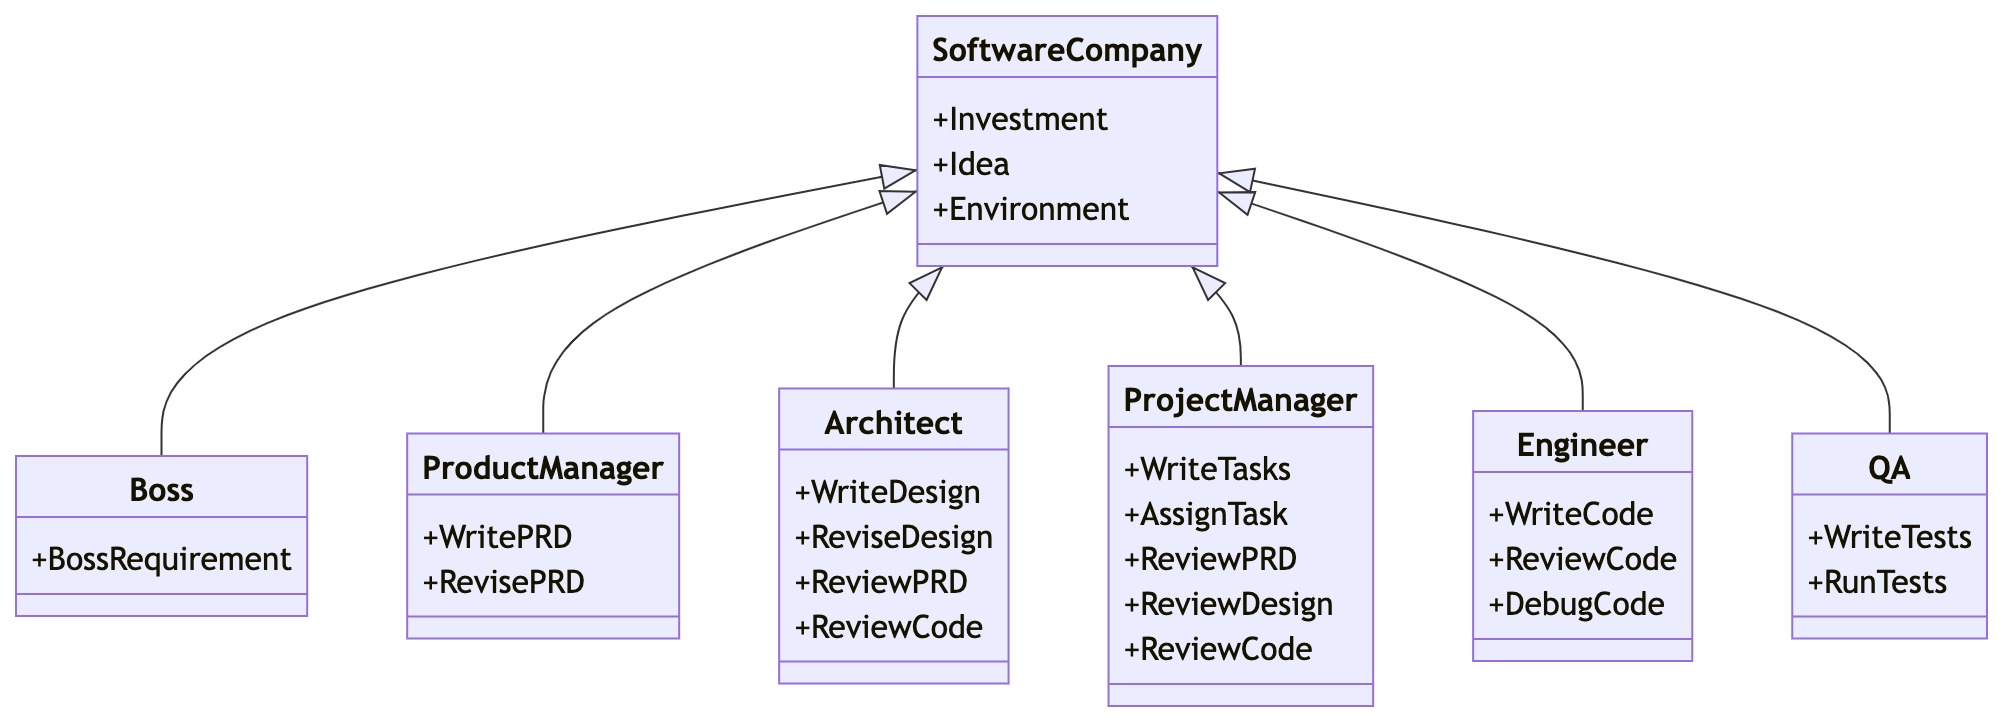 SoftwareCompany
+Investment
+Idea
+Environment
Boss
+BossRequirement
ProductManager
+WritePRD
+RevisePRD
Architect
+WriteDesign
+ReviseDesign
+ReviewPRD
+ReviewCode
ProjectManager
+WriteTasks
+AssignTask
+ReviewPRD
+ReviewDesign
+ReviewCode
Engineer
+WriteCode
+ReviewCode
+DebugCode
QA
+WriteTests
+RunTests